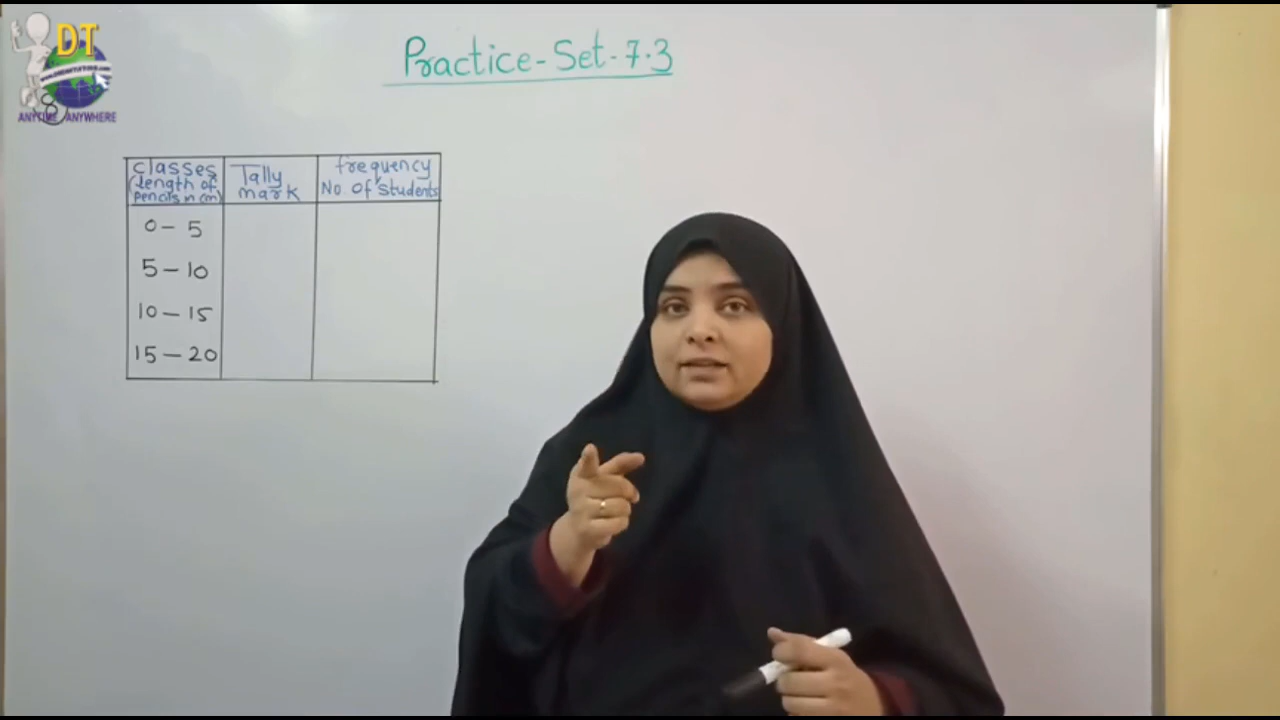 DT
ANYTIME ANYWHERE
8
Practice-Set-7.3
Classes
(length of
Pencils in cm)
Tally
mark
frequency
No. of students
0 - 5
5 - 10
10 - 15
15 - 20